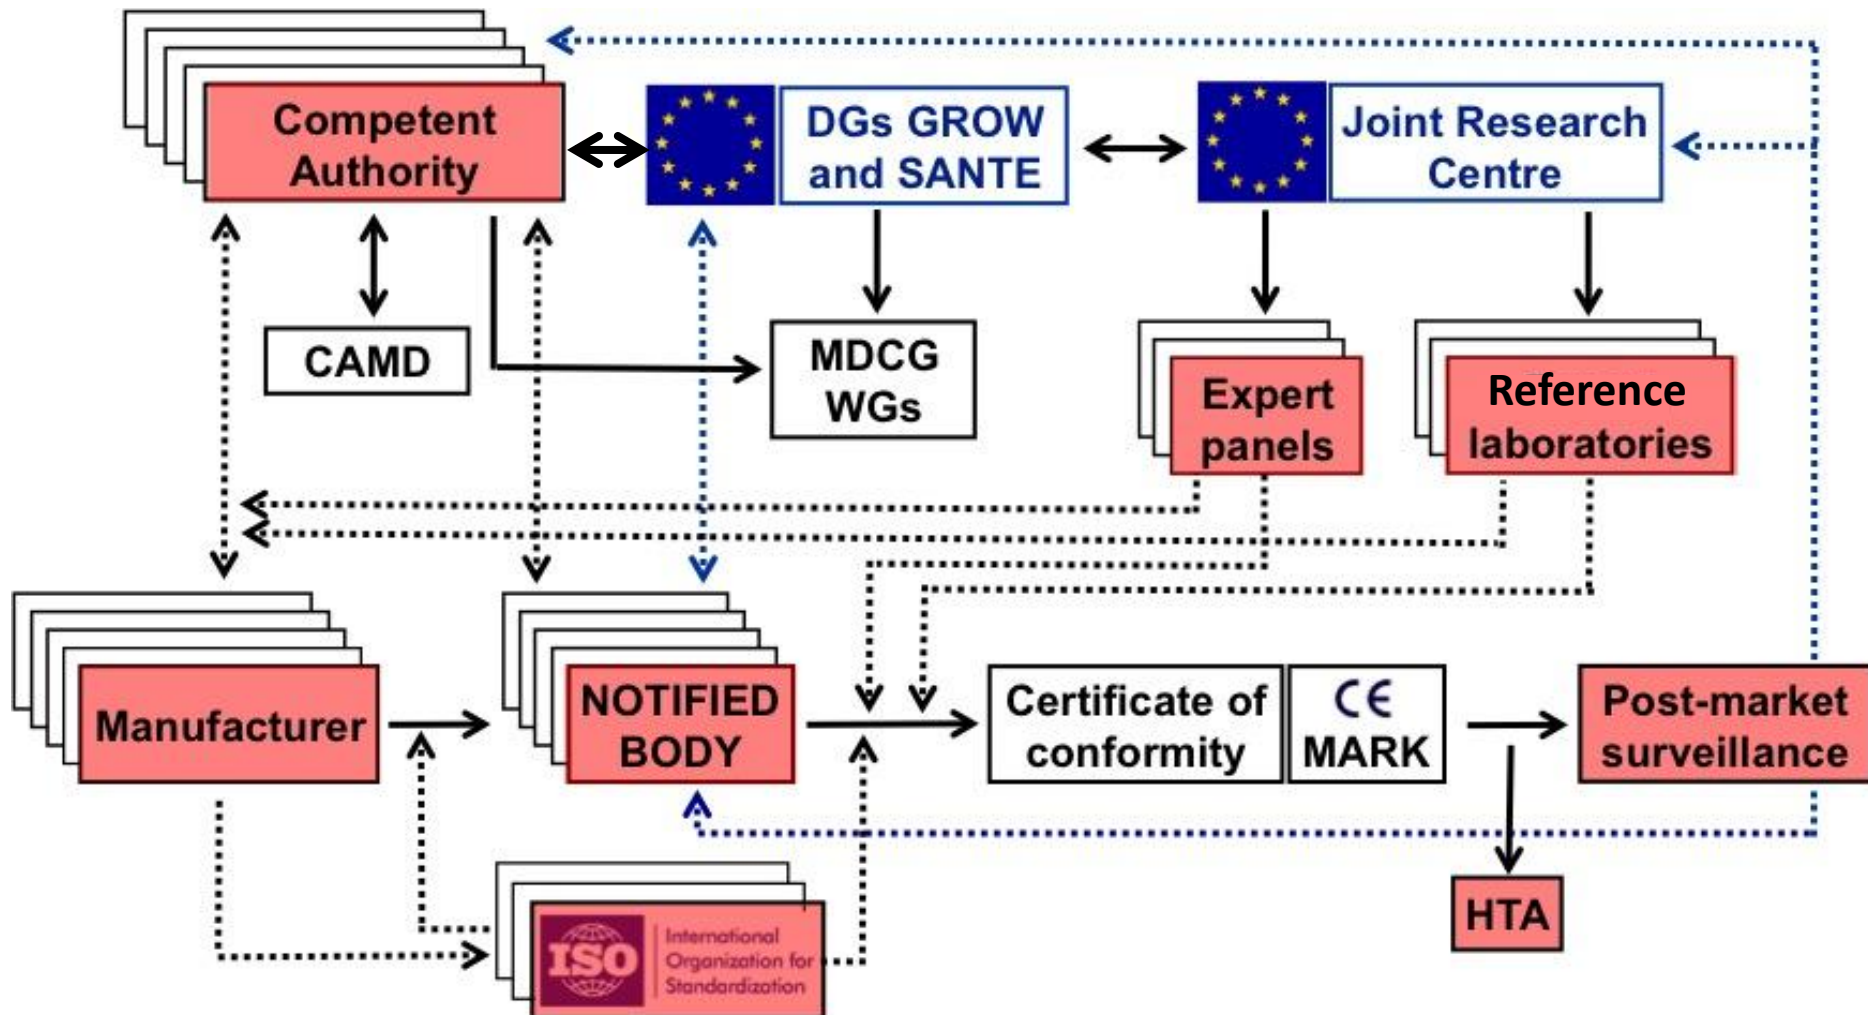 Competent
Authority
DGs GROW
and SANTE
Joint Research
Centre
CAMD
MDCG
WGs
Expert
panels
Reference
laboratories
Manufacturer
NOTIFIED
BODY
Certificate of
conformity
CE
MARK
Post-market
surveillance
HTA
ISO
International
Organization for
Standardization